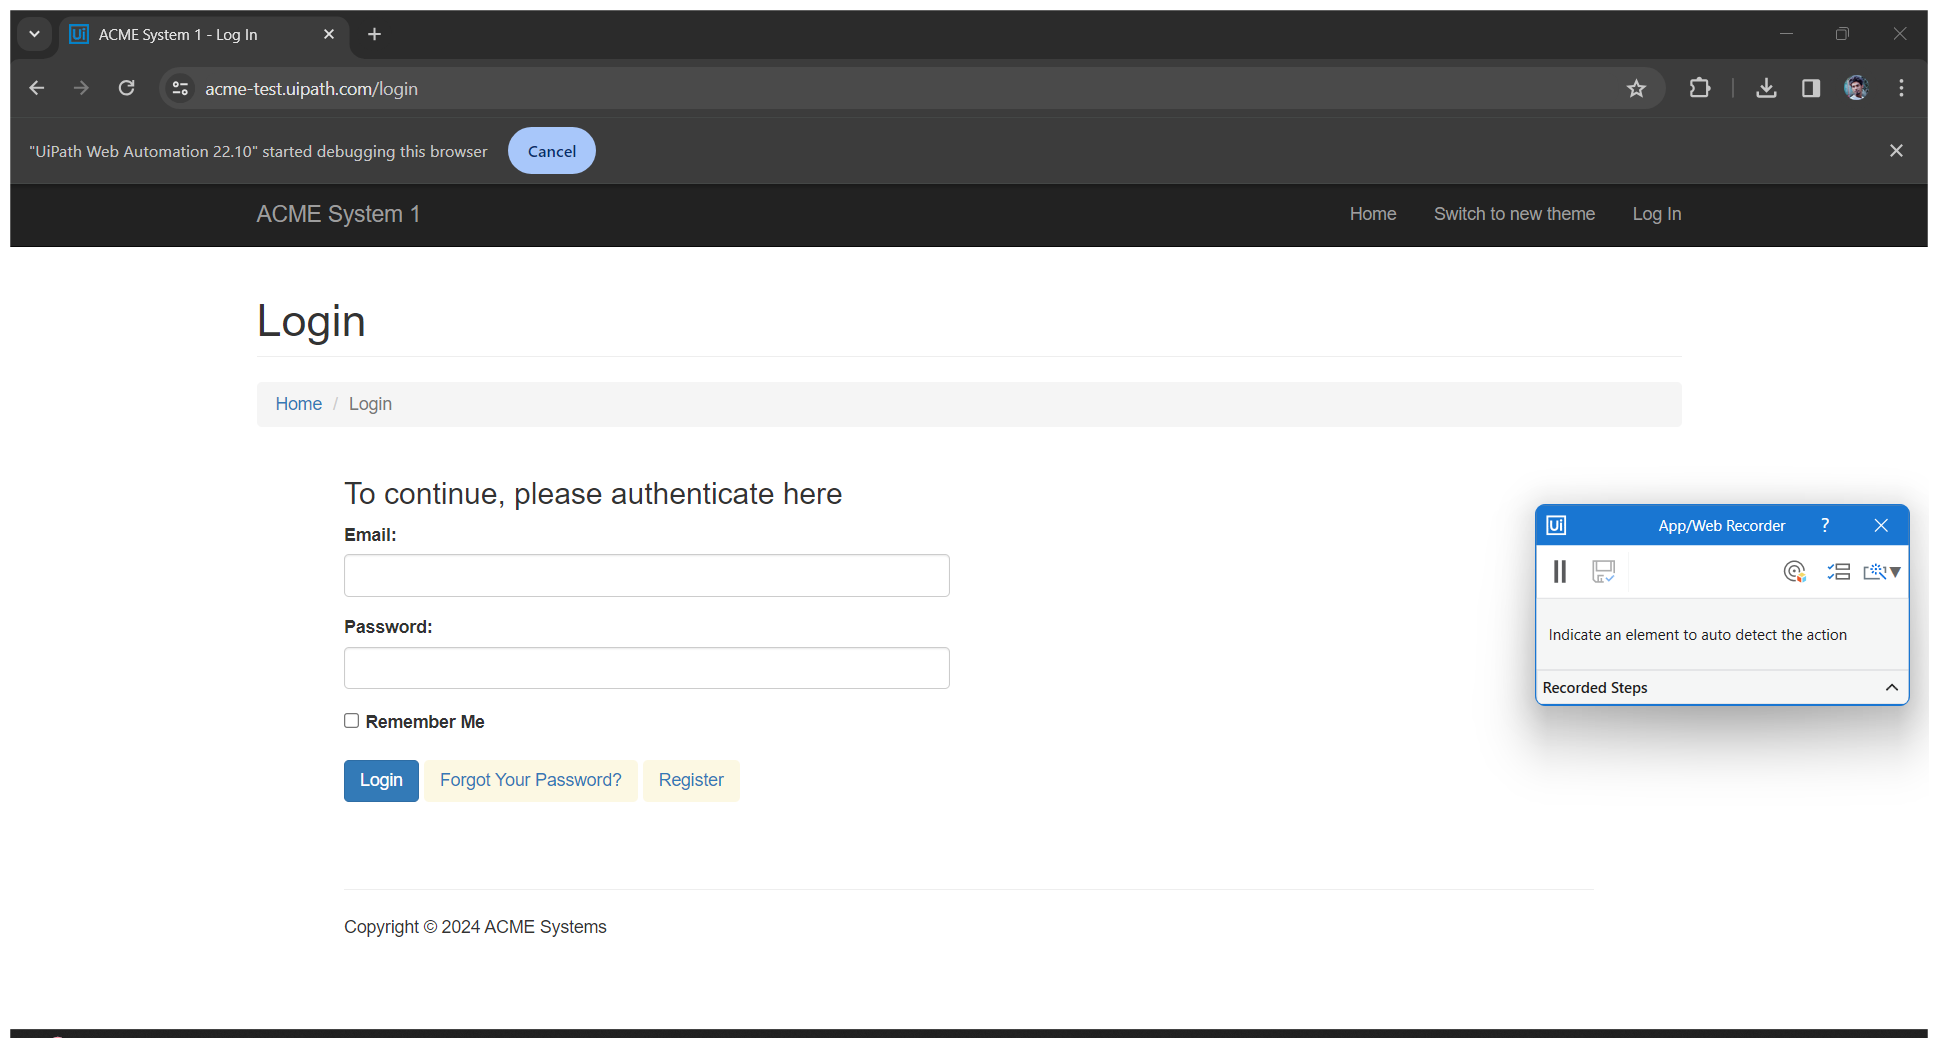 Ui ACME System 1 - Log In
acme-test.uipath.com/login
"UiPath Web Automation 22.10" started debugging this browser Cancel
ACME System 1 Home Switch to new theme Log In
Login
Home / Login
To continue, please authenticate here
Email:
Password:
Remember Me
Login Forgot Your Password? Register
Copyright © 2024 ACME Systems
Ui App/Web Recorder ?
Indicate an element to auto detect the action
Recorded Steps